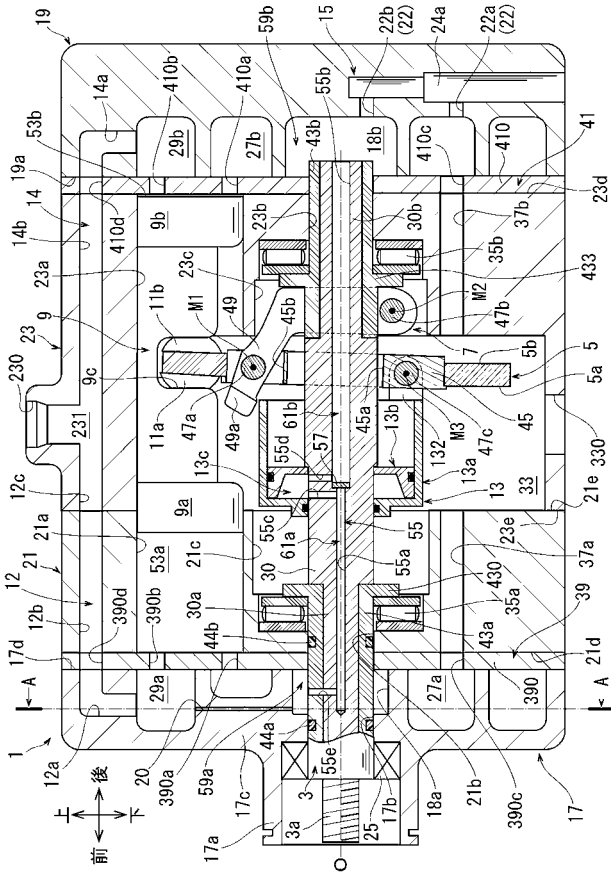 19
14a
410b
29b
27b
410a
59b
22b
(22)
15
24a
22a
(22)
19a
53b
14
14b
410d
9b
43b
55b
18b
410c
410
41
23d
23a
23
9
23b
30b
37b
35b
433
23c
49
11b
M1
45b
M2
47b
7
230
231
9c
11a
47a
49a
61b
45a
13b
5b
5
5a
45
M3
47c
132
13a
13
13c
55d
57
33
330
12c
21a
9a
55c
61a
55
55a
21e
23e
21
12
12b
390d
390b
53a
21c
30
30a
430
35a
43a
37a
39
17d
29a
44b
27a
390
21d
A
A
1
12a
20
390a
59a
44a
55e
3
3a
17a
17c
25
17b
18a
21b
390c
17
O
上
下
前
後